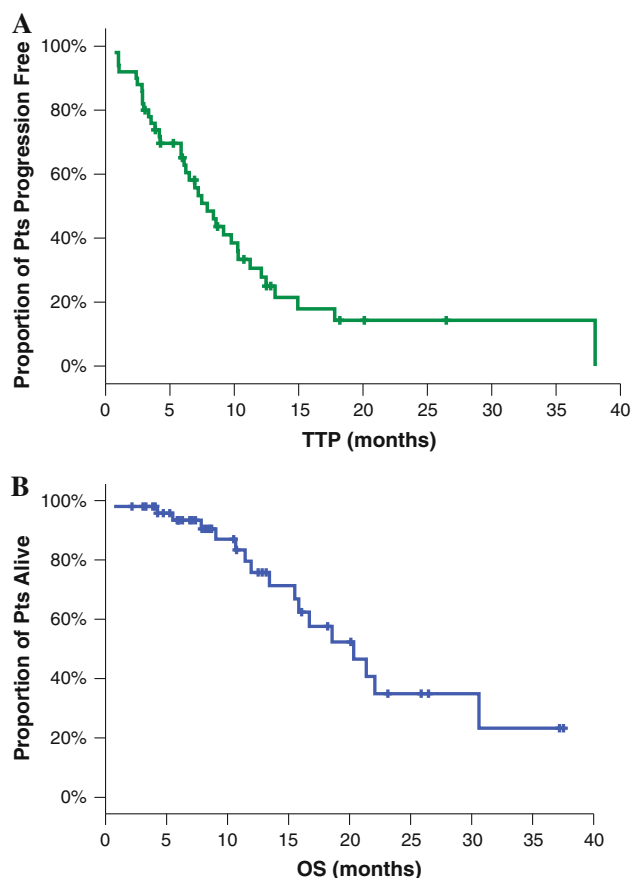 A
Proportion of Pts Progression Free
100%
80%
60%
40%
20%
0%
0 5 10 15 20 25 30 35 40
TTP (months)
B
Proportion of Pts Alive
100%
80%
60%
40%
20%
0%
0 5 10 15 20 25 30 35 40
OS (months)